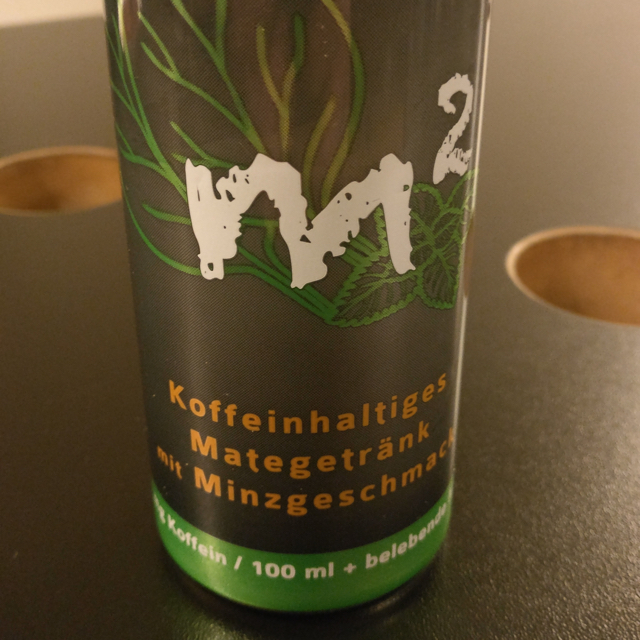 m²
Koffeinhaltiges
Mategetränk
mit Minzgeschmack
g Koffein / 100 ml + belebende